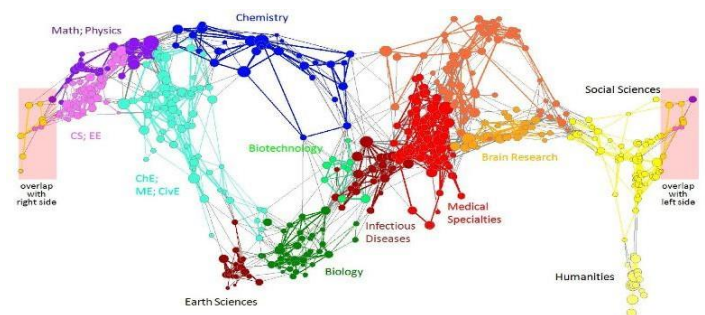 Chemistry
Math; Physics
Social Sciences
CS; EE
Biotechnology
Brain Research
ChE;
ME; CivE
overlap
with
right side
overlap
with
left side
Medical
Specialties
Infectious
Diseases
Biology
Humanities
Earth Sciences